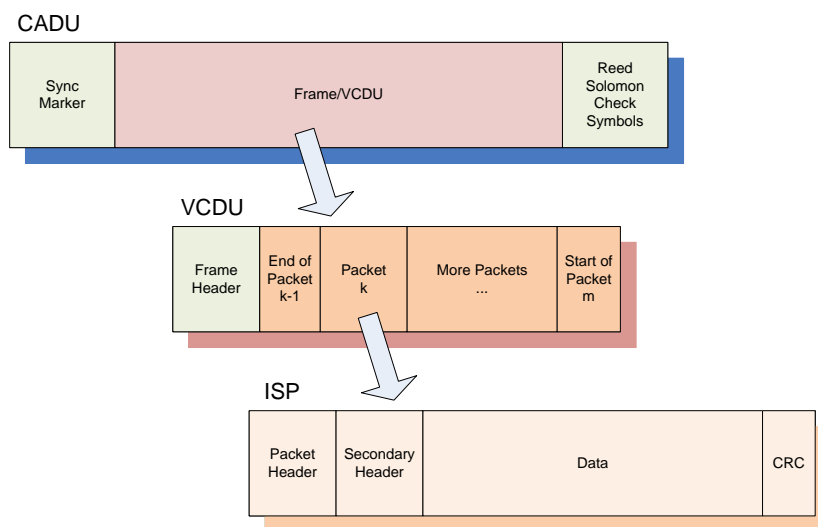 CADU
Sync
Marker
Frame/VCDU
Reed
Solomon
Check
Symbols
VCDU
Frame
Header
End of
Packet
k-1
Packet
k
More Packets
...
Start of
Packet
m
ISP
Packet
Header
Secondary
Header
Data
CRC